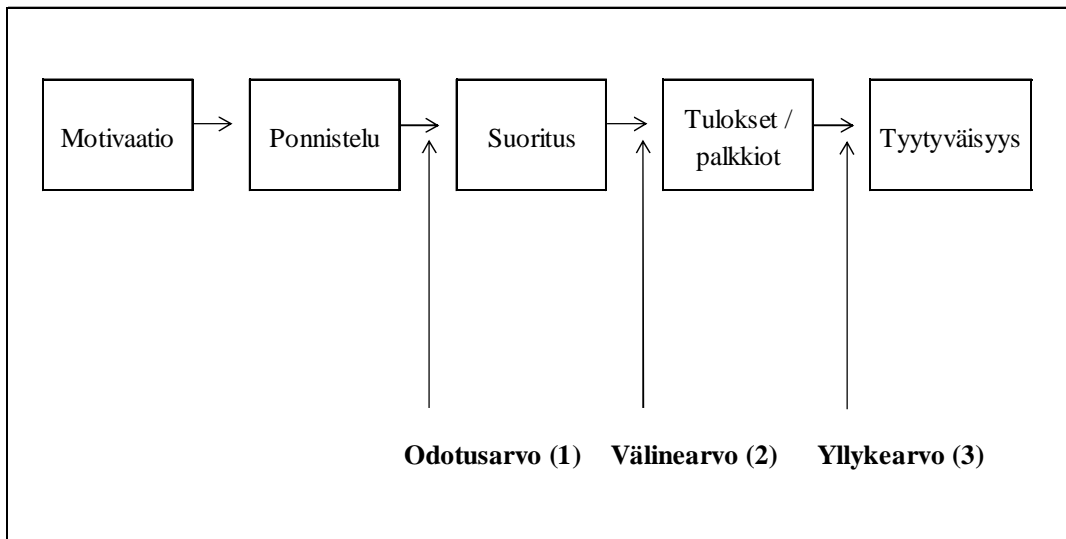 Motivaatio
Ponnistelu
Suoritus
Tulokset /
palkkiot
Tyytyväisyys
Odotusarvo (1)
Välinearvo (2)
Yllykearvo (3)